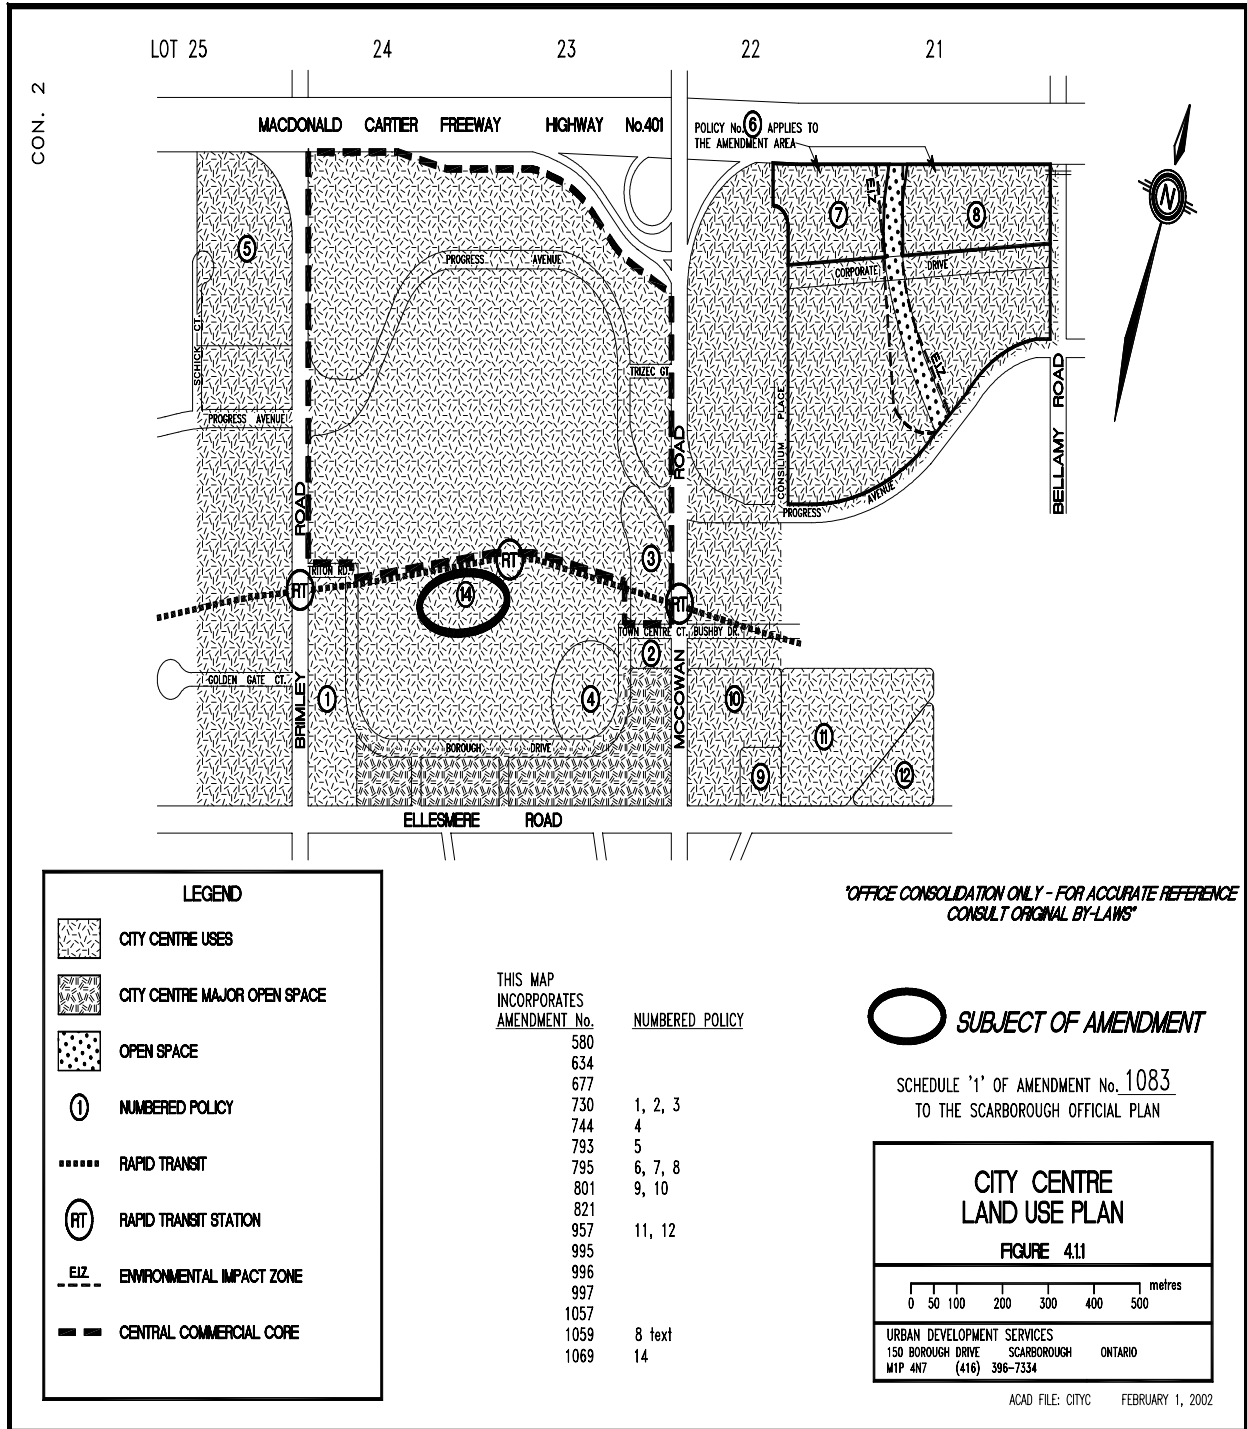 LOT 25 24 23 22 21
CON. 2
MACDONALD CARTIER FREEWAY HIGHWAY No.401
POLICY No. 6 APPLIES TO
THE AMENDMENT AREA
E.I.Z.
7
8
5
PROGRESS AVENUE
CORPORATE DRIVE
SCHICK CT.
TRIZEC CT.
E.I.Z.
PROGRESS AVENUE
CONSILIUM PLACE
BELLAMY ROAD
PROGRESS AVENUE
BRIMLEY ROAD
MCCOWAN ROAD
RT
3
TRITON RD.
RT
14
RT
TOWN CENTRE CT. BUSHBY DR.
2
GOLDEN GATE CT.
1
4
10
11
BOROUGH DRIVE
9
12
ELLESMERE ROAD
LEGEND
CITY CENTRE USES
CITY CENTRE MAJOR OPEN SPACE
OPEN SPACE
1 NUMBERED POLICY
RAPID TRANSIT
RT RAPID TRANSIT STATION
E.I.Z. ENVIRONMENTAL IMPACT ZONE
CENTRAL COMMERCIAL CORE
THIS MAP
INCORPORATES
AMENDMENT No. NUMBERED POLICY
580
634
677
730 1, 2, 3
744 4
793 5
795 6, 7, 8
801 9, 10
821
957 11, 12
995
996
997
1057
1059 8 text
1069 14
"OFFICE CONSOLIDATION ONLY - FOR ACCURATE REFERENCE
CONSULT ORIGINAL BY-LAWS"
SUBJECT OF AMENDMENT
SCHEDULE '1' OF AMENDMENT No. 1083
TO THE SCARBOROUGH OFFICIAL PLAN
CITY CENTRE
LAND USE PLAN
FIGURE 4.1.1
metres
0 50 100 200 300 400 500
URBAN DEVELOPMENT SERVICES
150 BOROUGH DRIVE SCARBOROUGH ONTARIO
M1P 4N7 (416) 396-7334
ACAD FILE: CITYC FEBRUARY 1, 2002
N